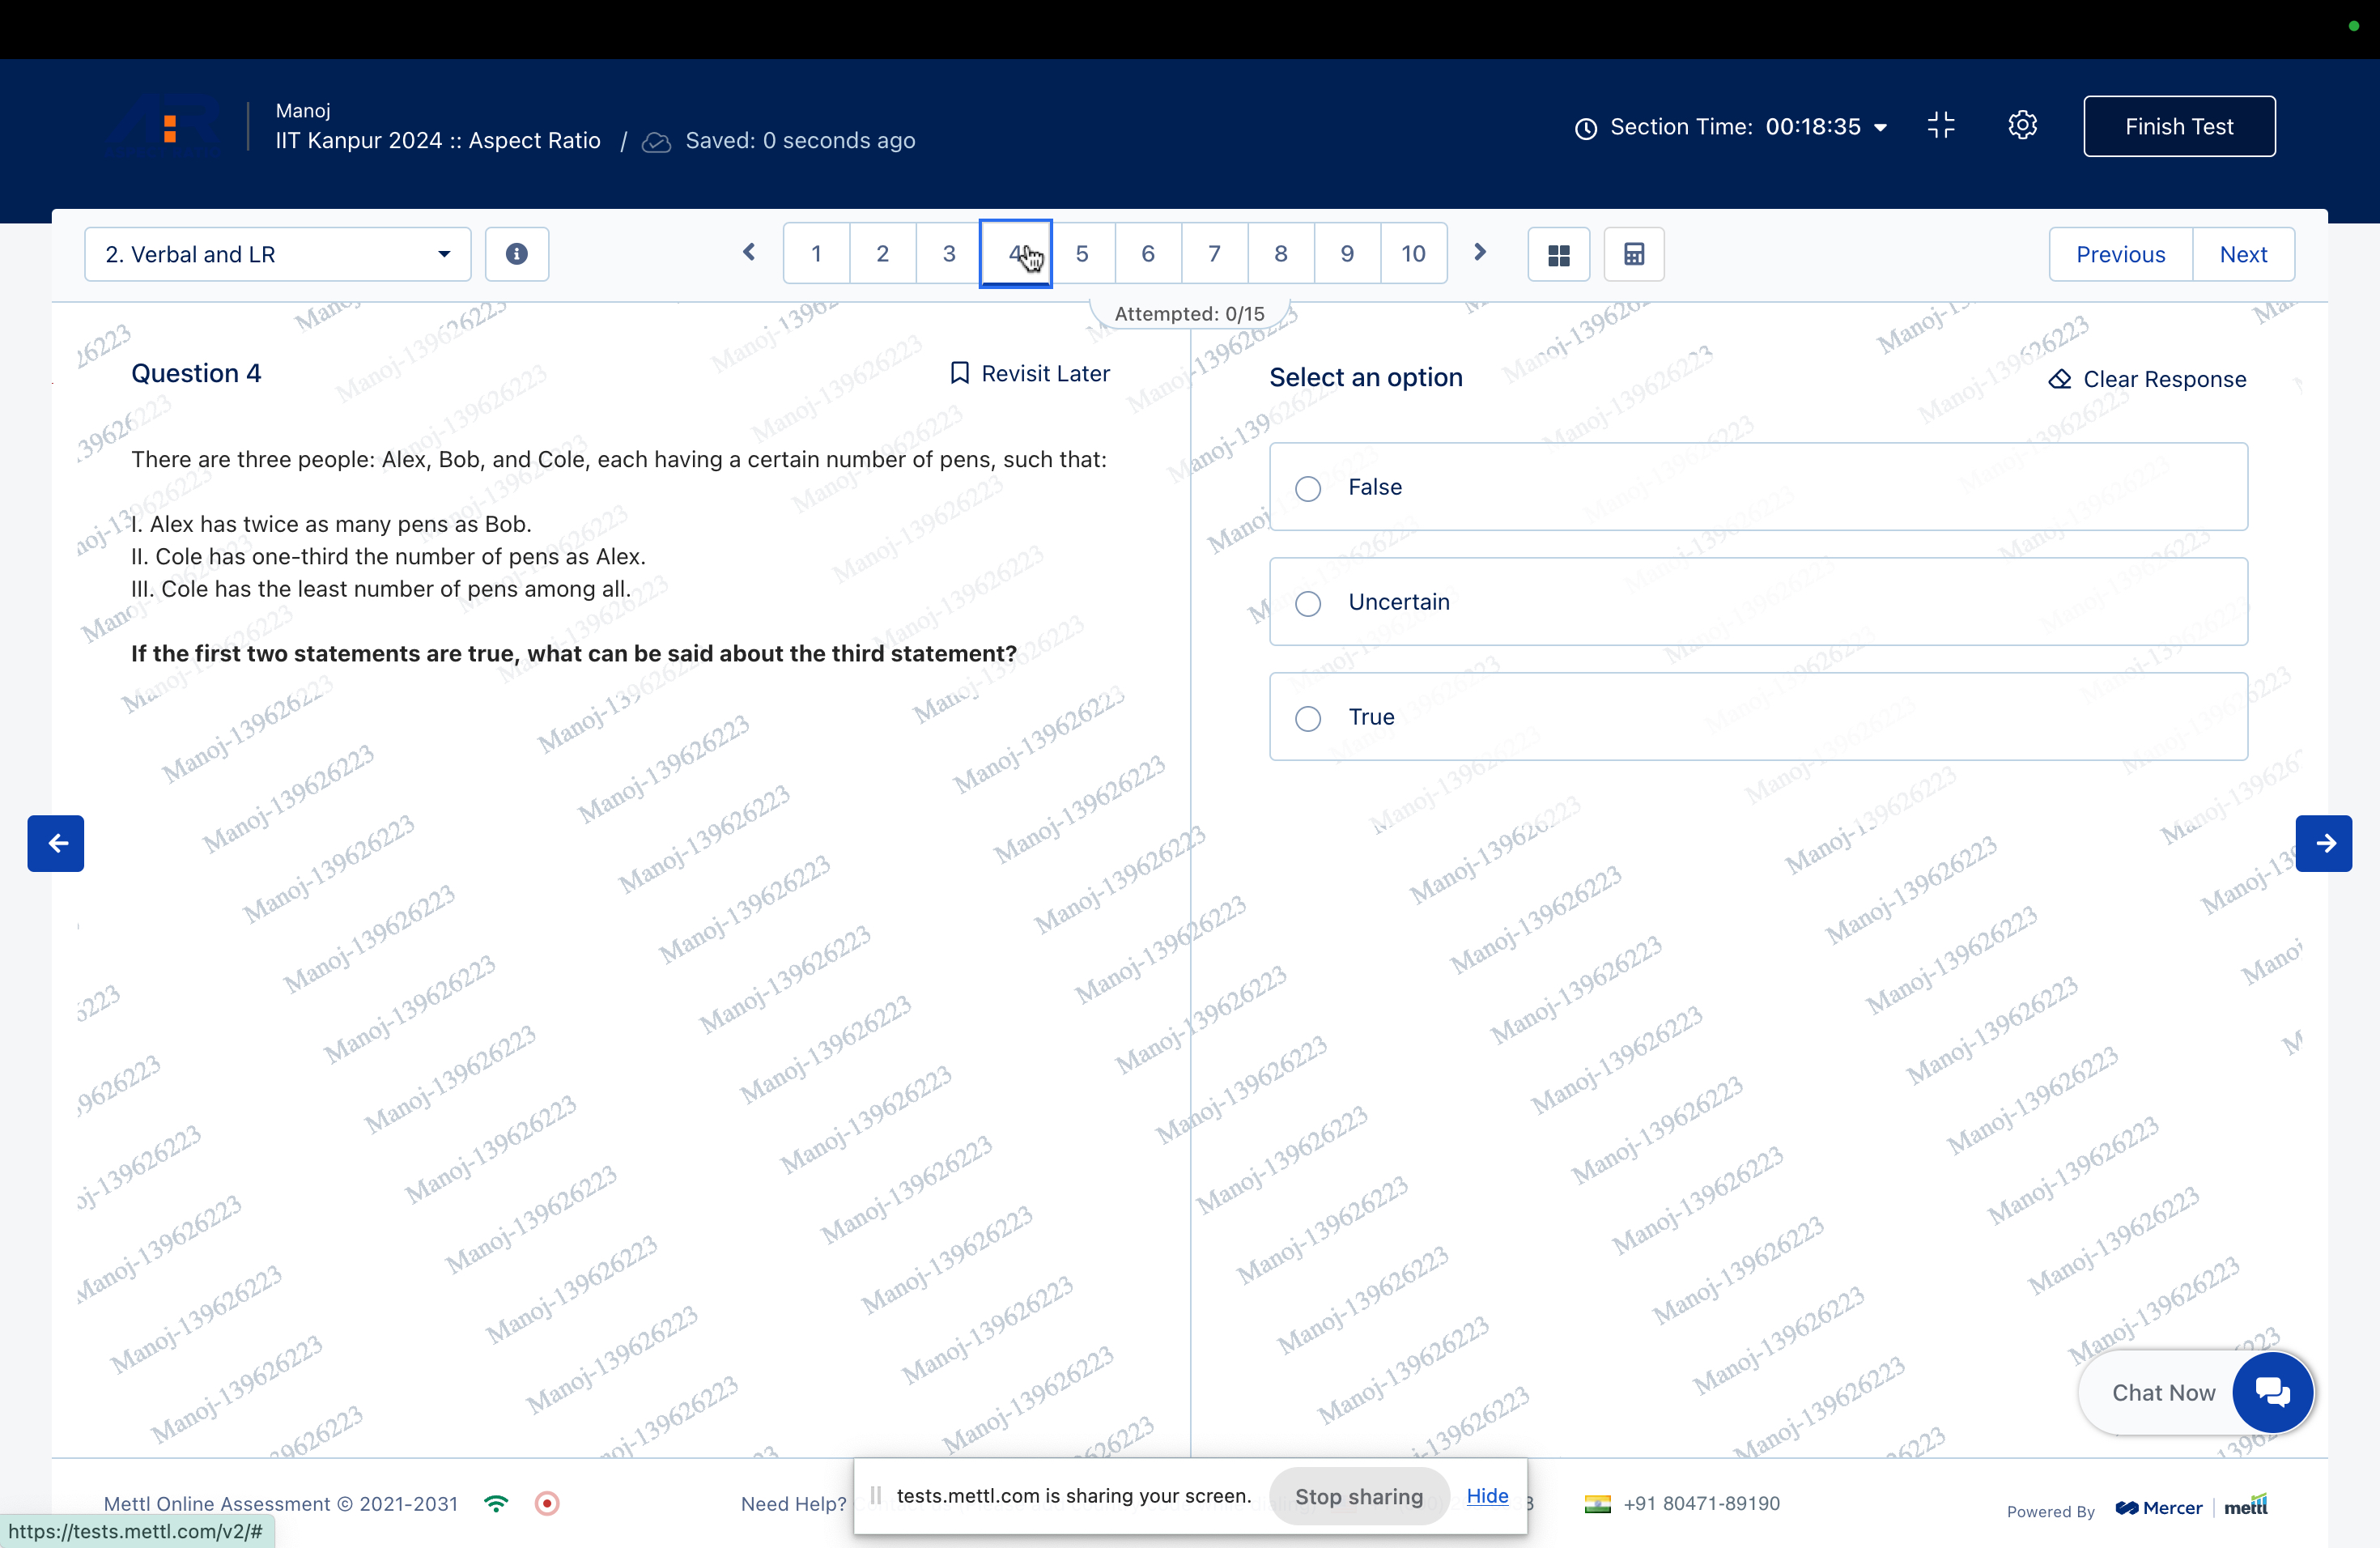 Manoj
IIT Kanpur 2024 :: Aspect Ratio / Saved: 0 seconds ago
Section Time: 00:18:35
Finish Test
2. Verbal and LR
1 2 3 4 5 6 7 8 9 10
Previous Next
Attempted: 0/15
Question 4
Revisit Later
There are three people: Alex, Bob, and Cole, each having a certain number of pens, such that:
I. Alex has twice as many pens as Bob.
II. Cole has one-third the number of pens as Alex.
III. Cole has the least number of pens among all.
If the first two statements are true, what can be said about the third statement?
Select an option
Clear Response
False
Uncertain
True
Manoj-139626223
Chat Now
Mettl Online Assessment © 2021-2031
Need Help?
tests.mettl.com is sharing your screen.
Stop sharing
Hide
+91 80471-89190
Powered By Mercer | mettl
https://tests.mettl.com/v2/#